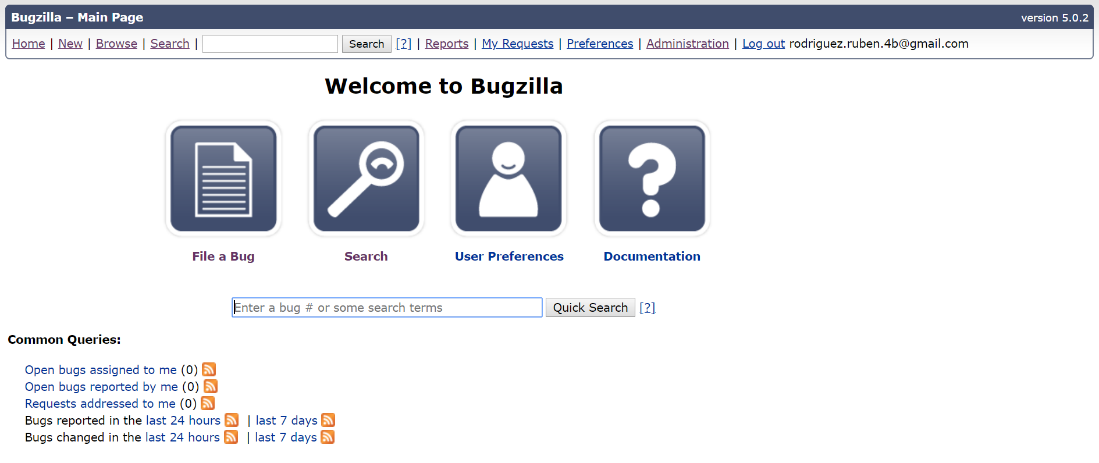 Bugzilla – Main Page version 5.0.2
Home | New | Browse | Search | Search [?] | Reports | My Requests | Preferences | Administration | Log out rodriguez.ruben.4b@gmail.com
Welcome to Bugzilla
File a Bug Search User Preferences Documentation
Enter a bug # or some search terms Quick Search [?]
Common Queries:
Open bugs assigned to me (0)
Open bugs reported by me (0)
Requests addressed to me (0)
Bugs reported in the last 24 hours | last 7 days
Bugs changed in the last 24 hours | last 7 days